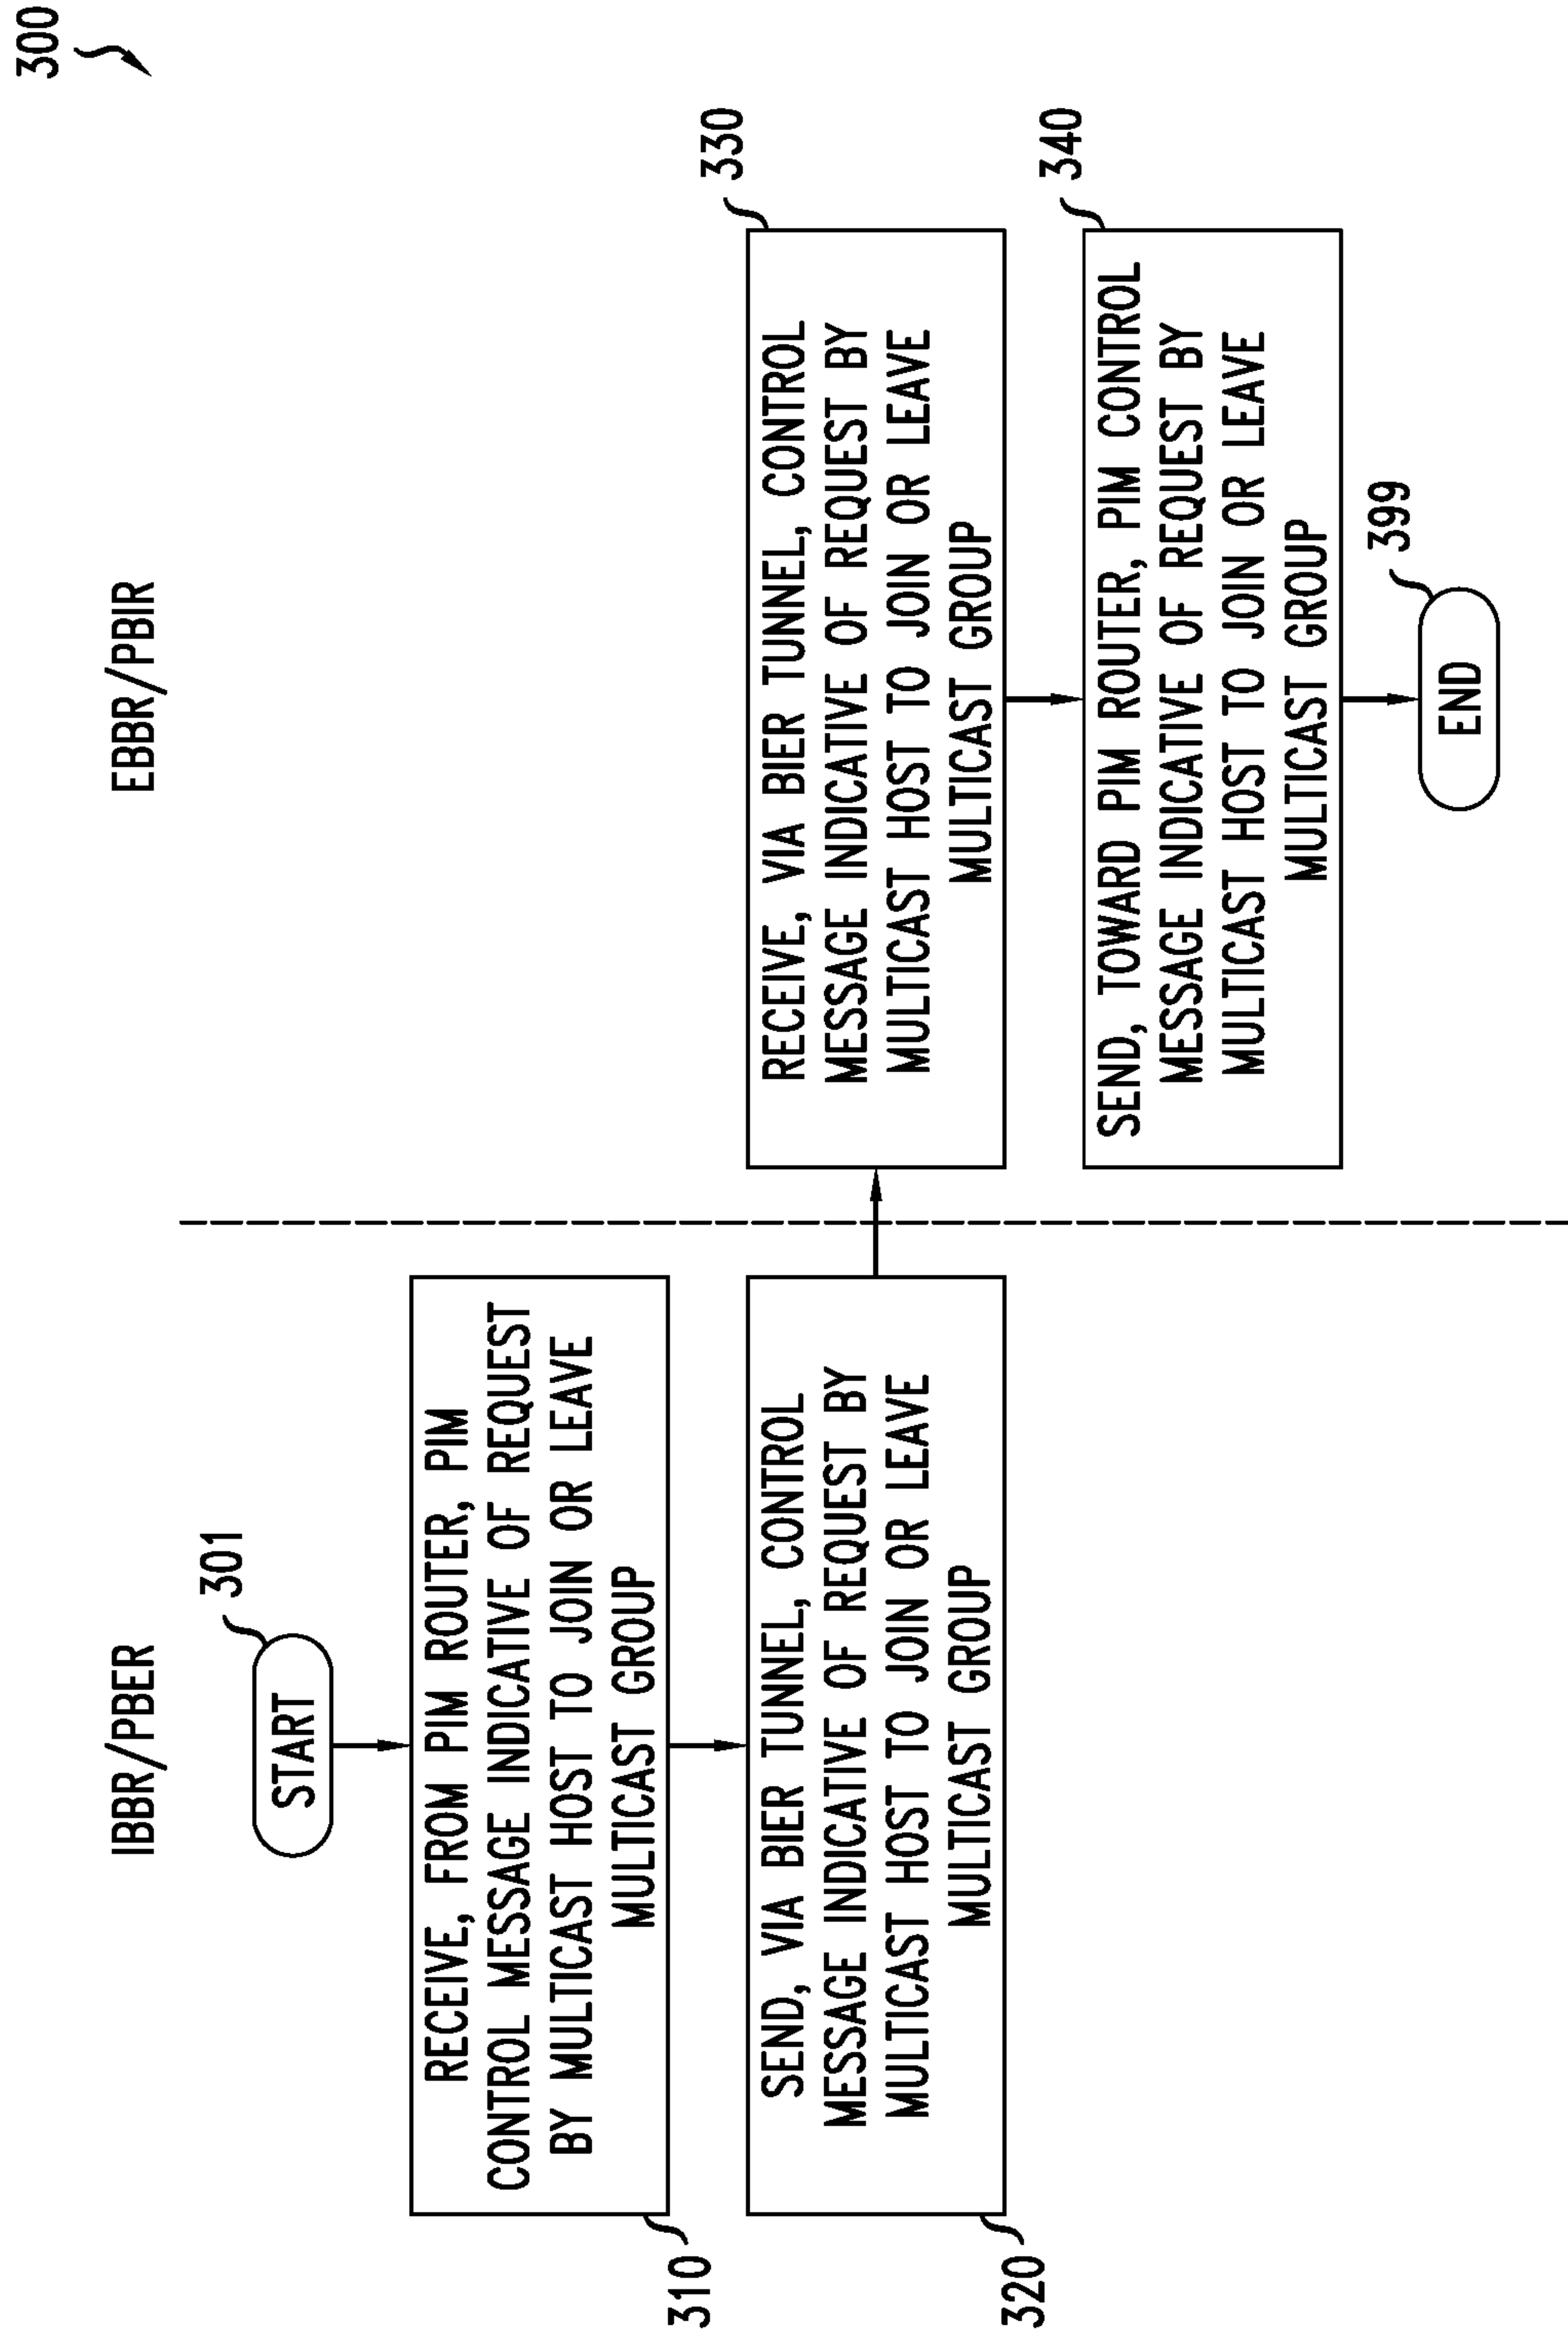 300
IBBR/PBER
EBBR/PBIR
301
START
310
RECEIVE, FROM PIM ROUTER, PIM
CONTROL MESSAGE INDICATIVE OF REQUEST
BY MULTICAST HOST TO JOIN OR LEAVE
MULTICAST GROUP
320
SEND, VIA BIER TUNNEL, CONTROL
MESSAGE INDICATIVE OF REQUEST BY
MULTICAST HOST TO JOIN OR LEAVE
MULTICAST GROUP
330
RECEIVE, VIA BIER TUNNEL, CONTROL
MESSAGE INDICATIVE OF REQUEST BY
MULTICAST HOST TO JOIN OR LEAVE
MULTICAST GROUP
340
SEND, TOWARD PIM ROUTER, PIM CONTROL
MESSAGE INDICATIVE OF REQUEST BY
MULTICAST HOST TO JOIN OR LEAVE
MULTICAST GROUP
399
END